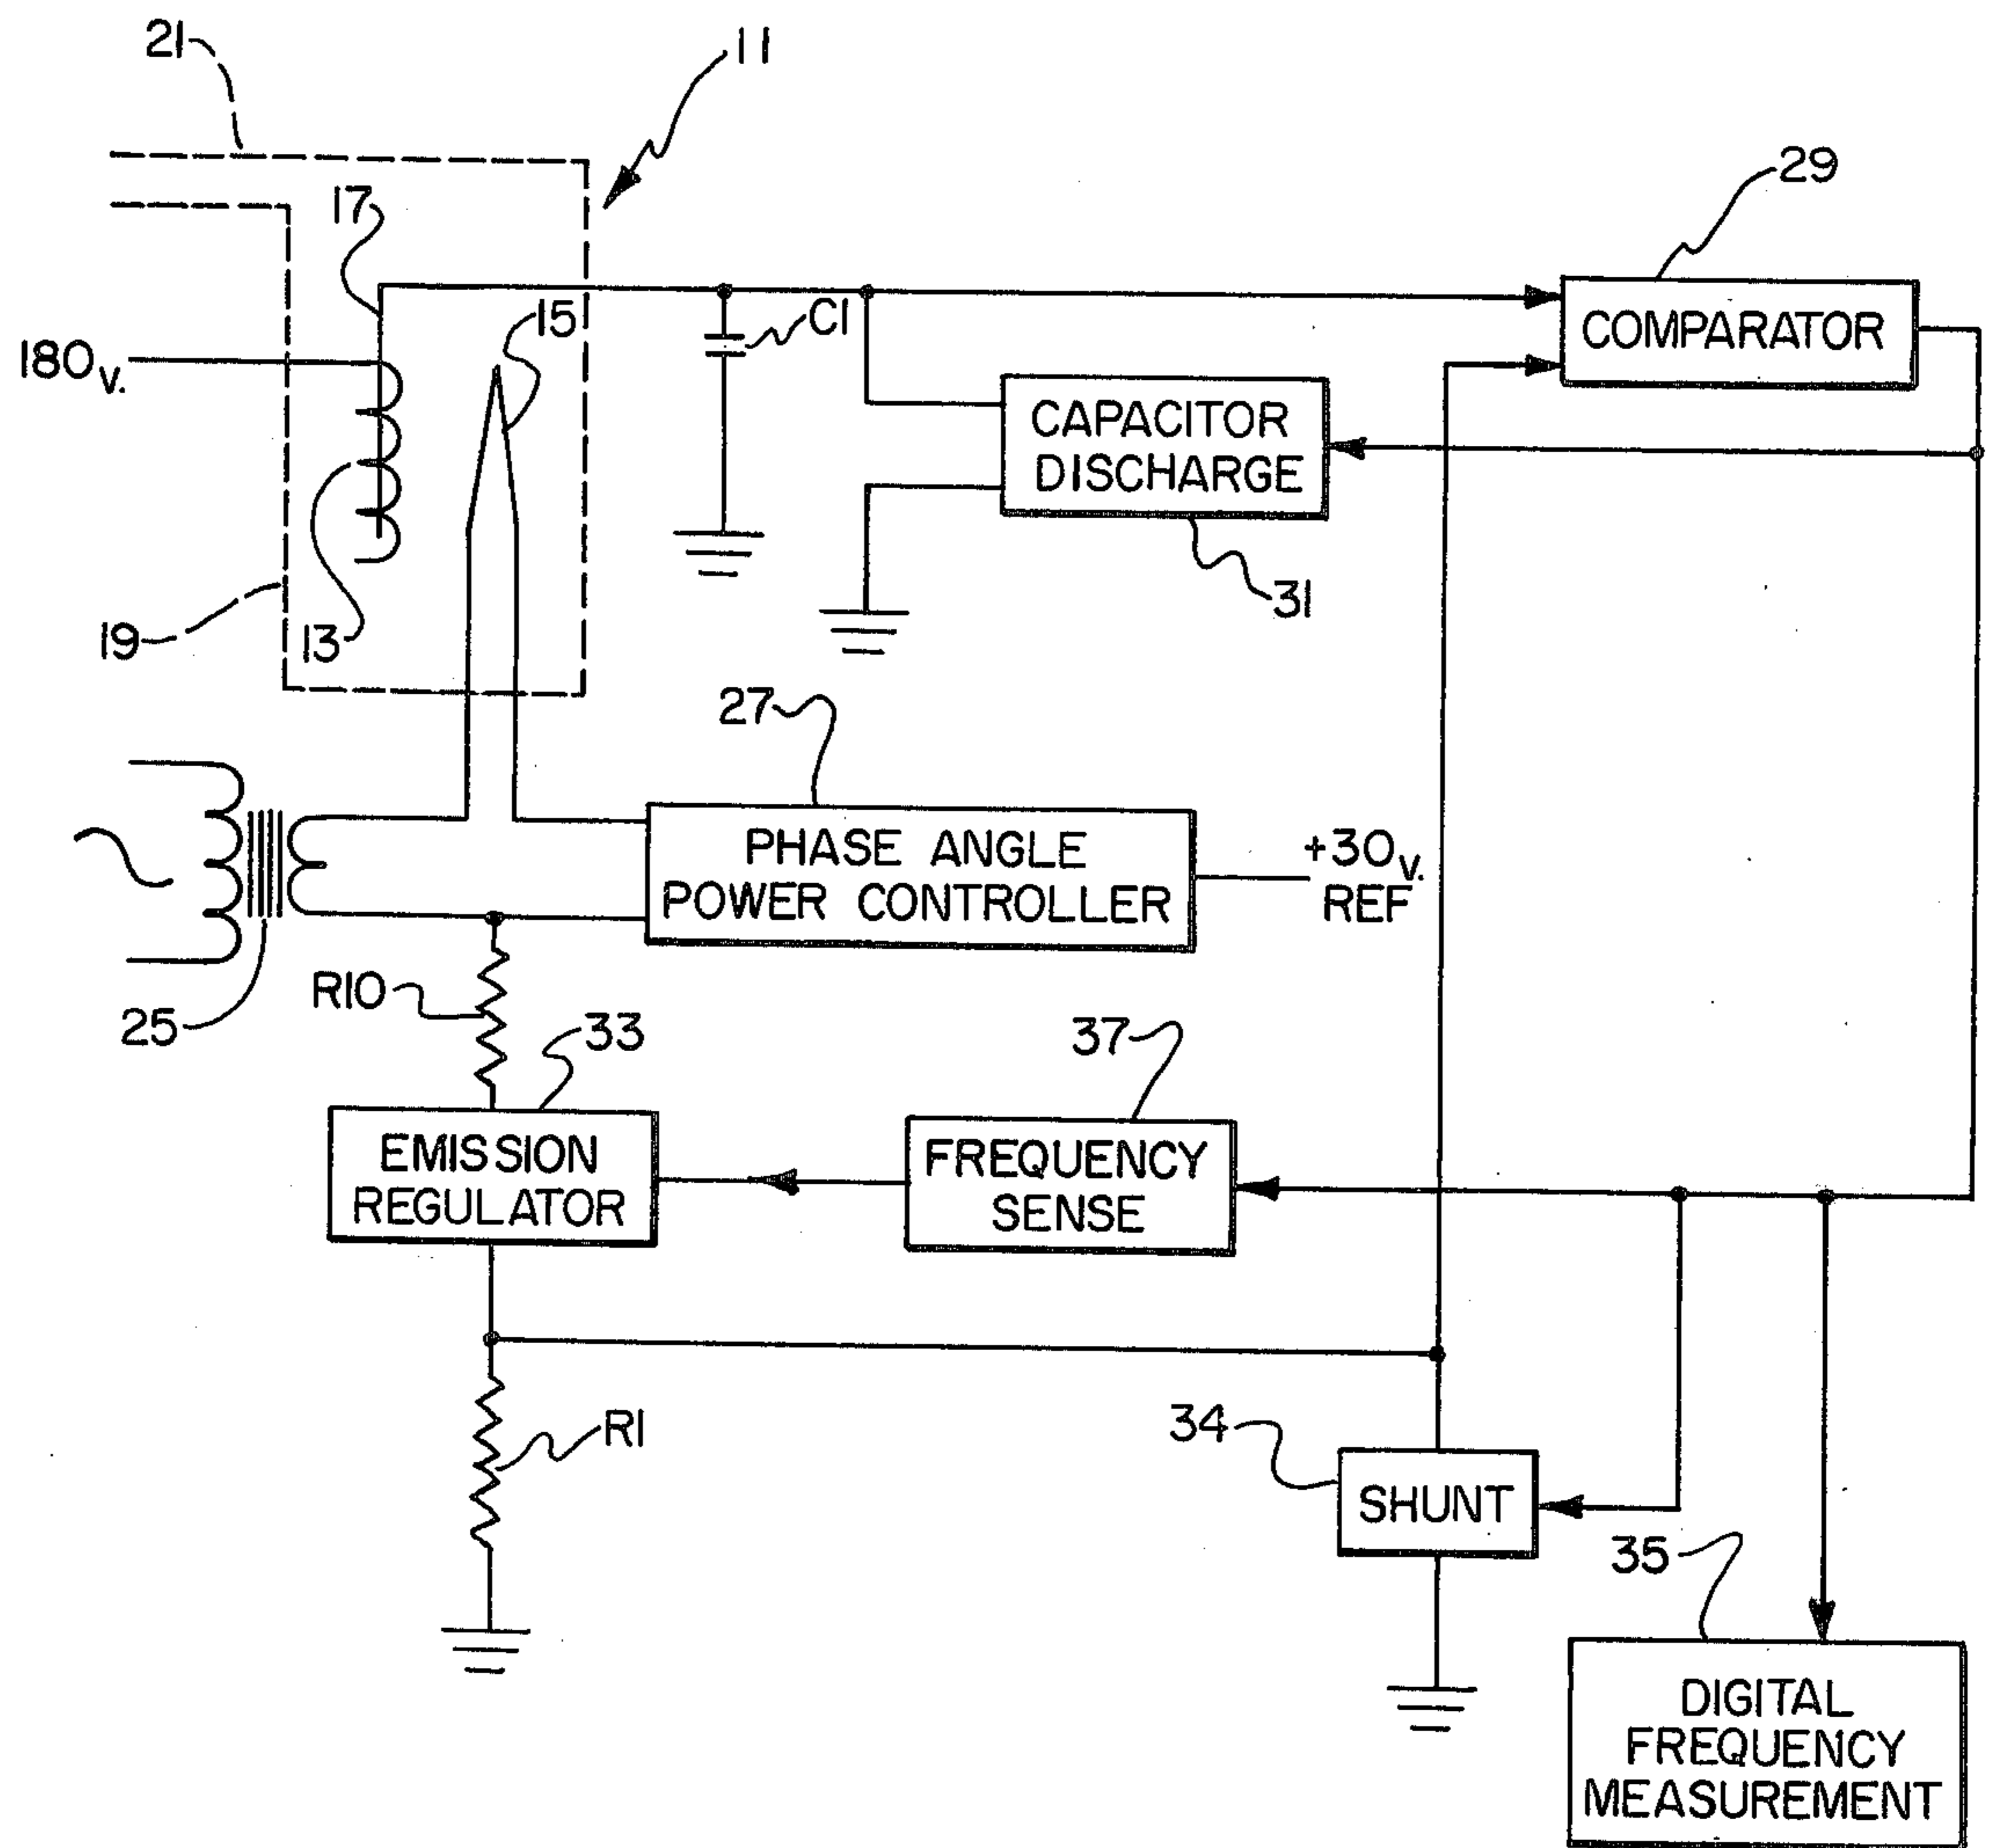 21
11
29
17
C1
15
180v.
COMPARATOR
CAPACITOR
DISCHARGE
31
19
13
27
PHASE ANGLE
POWER CONTROLLER
+30v.
REF
R10
25
33
37
EMISSION
REGULATOR
FREQUENCY
SENSE
R1
34
SHUNT
35
DIGITAL
FREQUENCY
MEASUREMENT